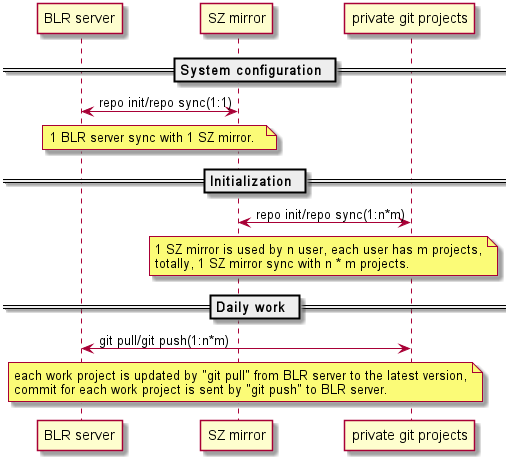 BLR server SZ mirror private git projects
System configuration
repo init/repo sync(1:1)
1 BLR server sync with 1 SZ mirror.
Initialization
repo init/repo sync(1:n*m)
1 SZ mirror is used by n user, each user has m projects,
totally, 1 SZ mirror sync with n * m projects.
Daily work
git pull/git push(1:n*m)
each work project is updated by "git pull" from BLR server to the latest version,
commit for each work project is sent by "git push" to BLR server.
BLR server SZ mirror private git projects